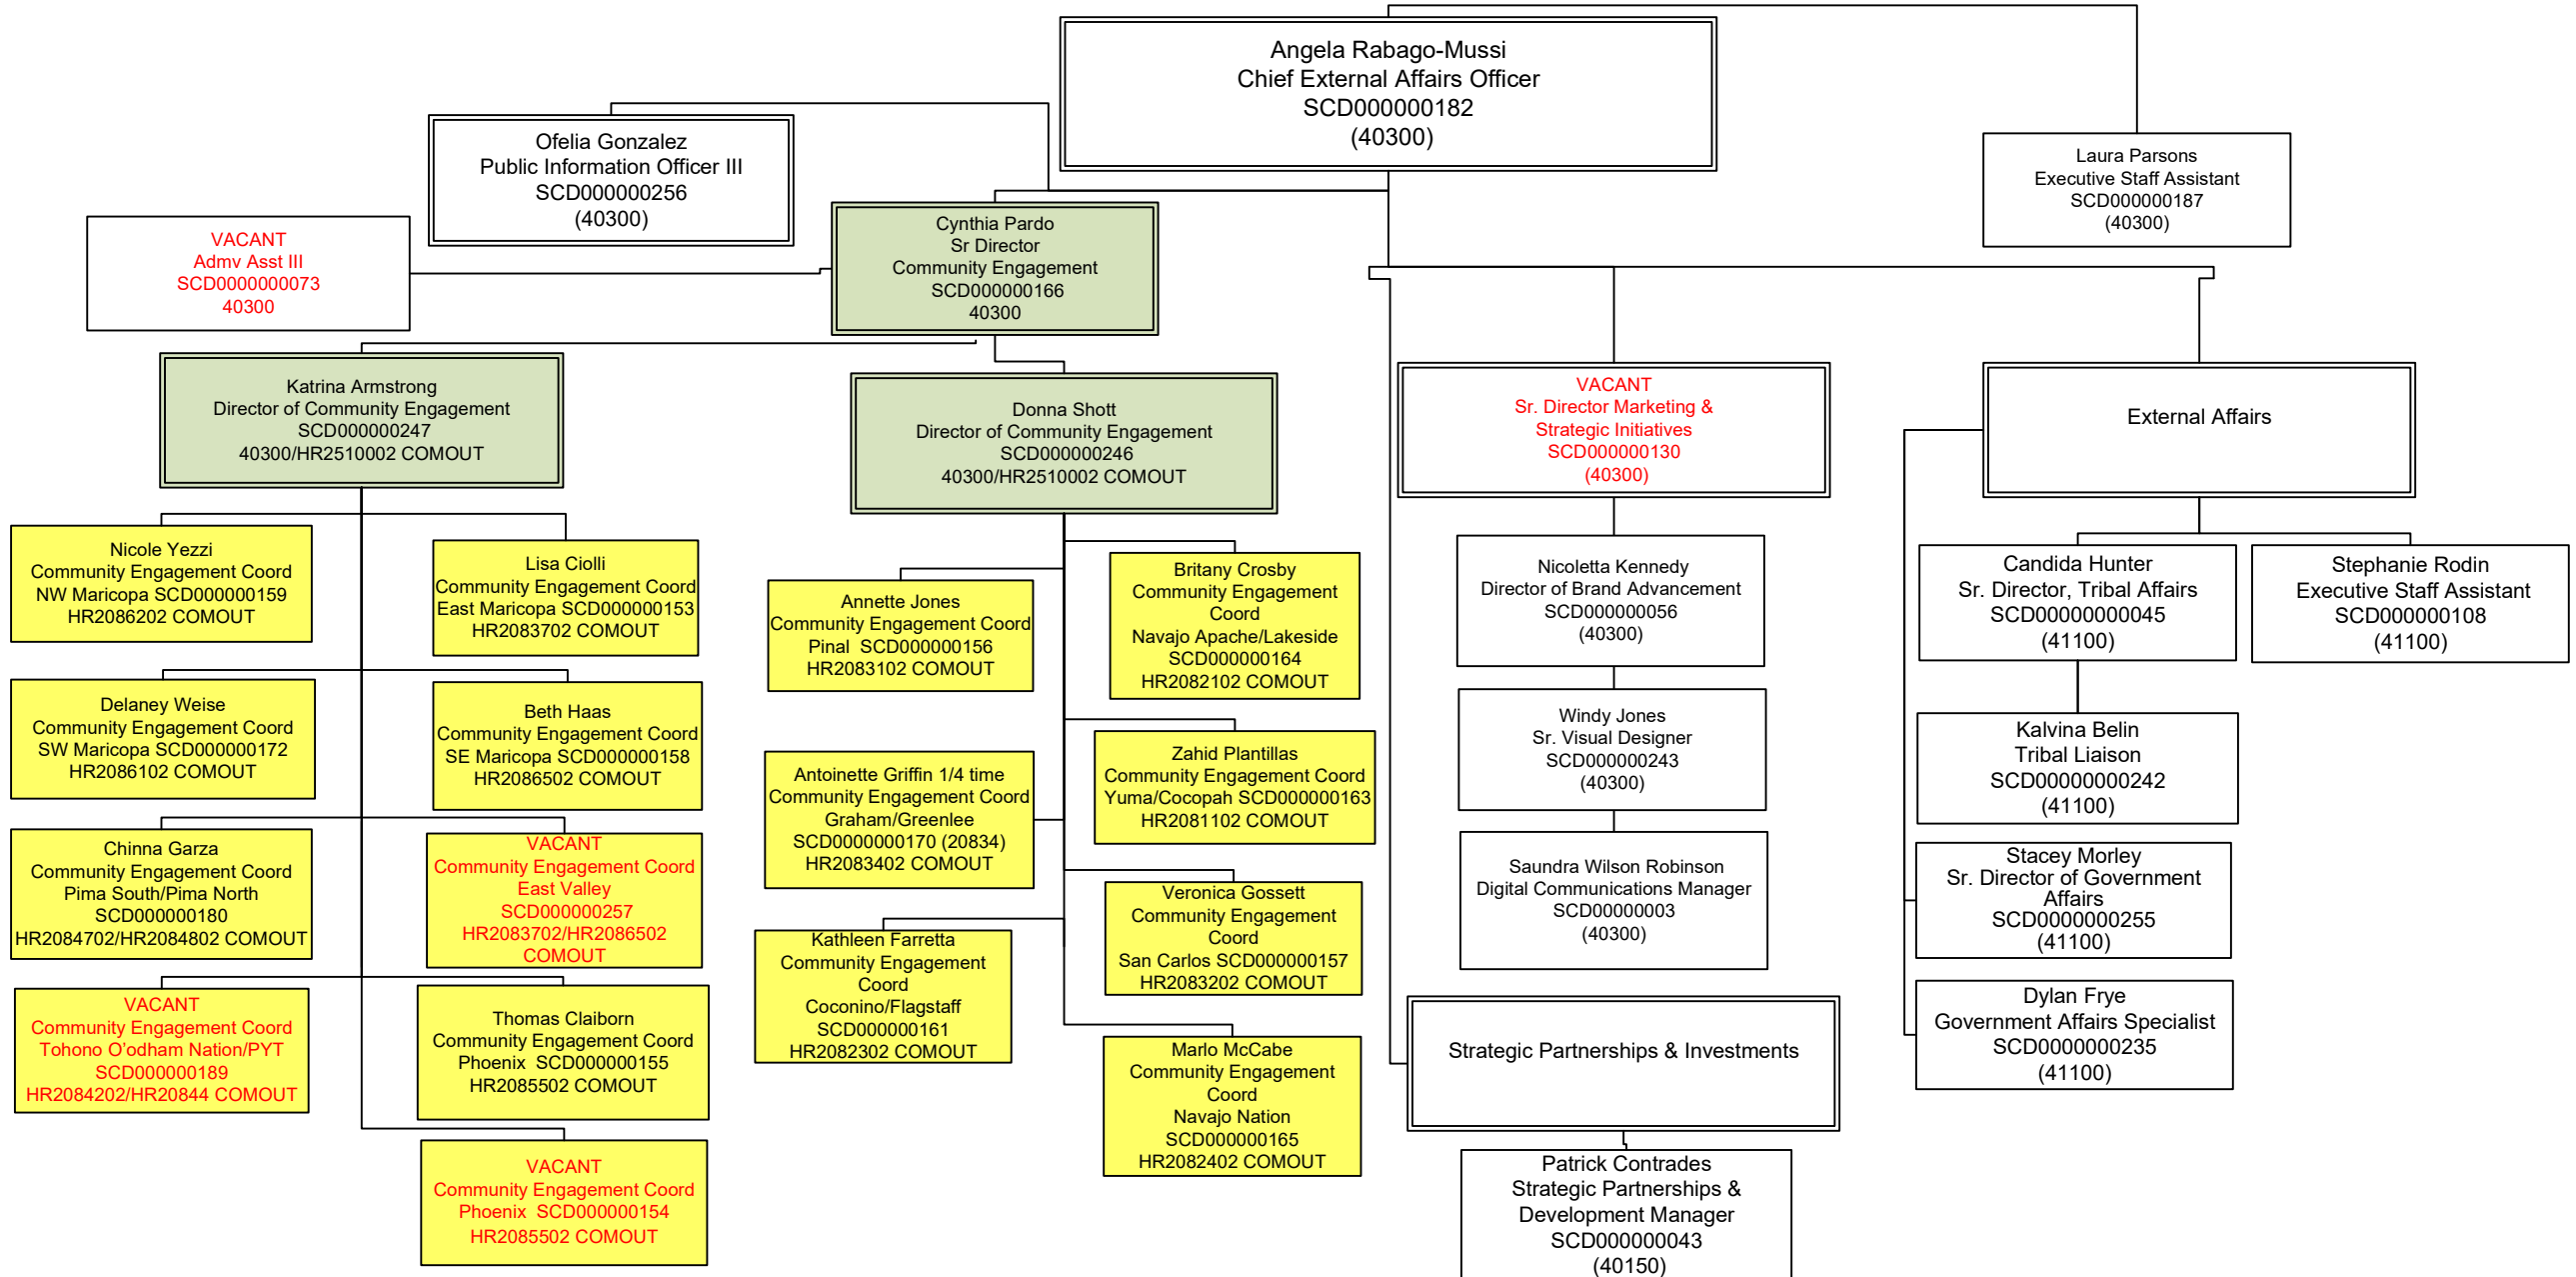 Angela Rabago-Mussi
Chief External Affairs Officer
SCD000000182
(40300)
Ofelia Gonzalez
Public Information Officer III
SCD000000256
(40300)
Laura Parsons
Executive Staff Assistant
SCD000000187
(40300)
VACANT
Admv Asst III
SCD0000000073
40300
Cynthia Pardo
Sr Director
Community Engagement
SCD000000166
40300
Katrina Armstrong
Director of Community Engagement
SCD000000247
40300/HR2510002 COMOUT
Donna Shott
Director of Community Engagement
SCD000000246
40300/HR2510002 COMOUT
VACANT
Sr. Director Marketing &
Strategic Initiatives
SCD000000130
(40300)
External Affairs
Nicole Yezzi
Community Engagement Coord
NW Maricopa SCD000000159
HR2086202 COMOUT
Lisa Ciolli
Community Engagement Coord
East Maricopa SCD000000153
HR2083702 COMOUT
Delaney Weise
Community Engagement Coord
SW Maricopa SCD000000172
HR2086102 COMOUT
Beth Haas
Community Engagement Coord
SE Maricopa SCD000000158
HR2086502 COMOUT
Chinna Garza
Community Engagement Coord
Pima South/Pima North
SCD000000180
HR2084702/HR2084802 COMOUT
VACANT
Community Engagement Coord
East Valley
SCD000000257
HR2083702/HR2086502
COMOUT
VACANT
Community Engagement Coord
Tohono O'odham Nation/PYT
SCD000000189
HR2084202/HR20844 COMOUT
Thomas Claiborn
Community Engagement Coord
Phoenix  SCD000000155
HR2085502 COMOUT
VACANT
Community Engagement Coord
Phoenix  SCD000000154
HR2085502 COMOUT
Annette Jones
Community Engagement Coord
Pinal  SCD000000156
HR2083102 COMOUT
Britany Crosby
Community Engagement
Coord
Navajo Apache/Lakeside
SCD000000164
HR2082102 COMOUT
Antoinette Griffin 1/4 time
Community Engagement Coord
Graham/Greenlee
SCD0000000170 (20834)
HR2083402 COMOUT
Zahid Plantillas
Community Engagement Coord
Yuma/Cocopah SCD000000163
HR2081102 COMOUT
Kathleen Farretta
Community Engagement
Coord
Coconino/Flagstaff
SCD000000161
HR2082302 COMOUT
Veronica Gossett
Community Engagement
Coord
San Carlos SCD000000157
HR2083202 COMOUT
Marlo McCabe
Community Engagement
Coord
Navajo Nation
SCD000000165
HR2082402 COMOUT
Nicoletta Kennedy
Director of Brand Advancement
SCD000000056
(40300)
Windy Jones
Sr. Visual Designer
SCD000000243
(40300)
Saundra Wilson Robinson
Digital Communications Manager
SCD00000003
(40300)
Strategic Partnerships & Investments
Patrick Contrades
Strategic Partnerships &
Development Manager
SCD000000043
(40150)
Candida Hunter
Sr. Director, Tribal Affairs
SCD00000000045
(41100)
Stephanie Rodin
Executive Staff Assistant
SCD000000108
(41100)
Kalvina Belin
Tribal Liaison
SCD00000000242
(41100)
Stacey Morley
Sr. Director of Government
Affairs
SCD0000000255
(41100)
Dylan Frye
Government Affairs Specialist
SCD0000000235
(41100)